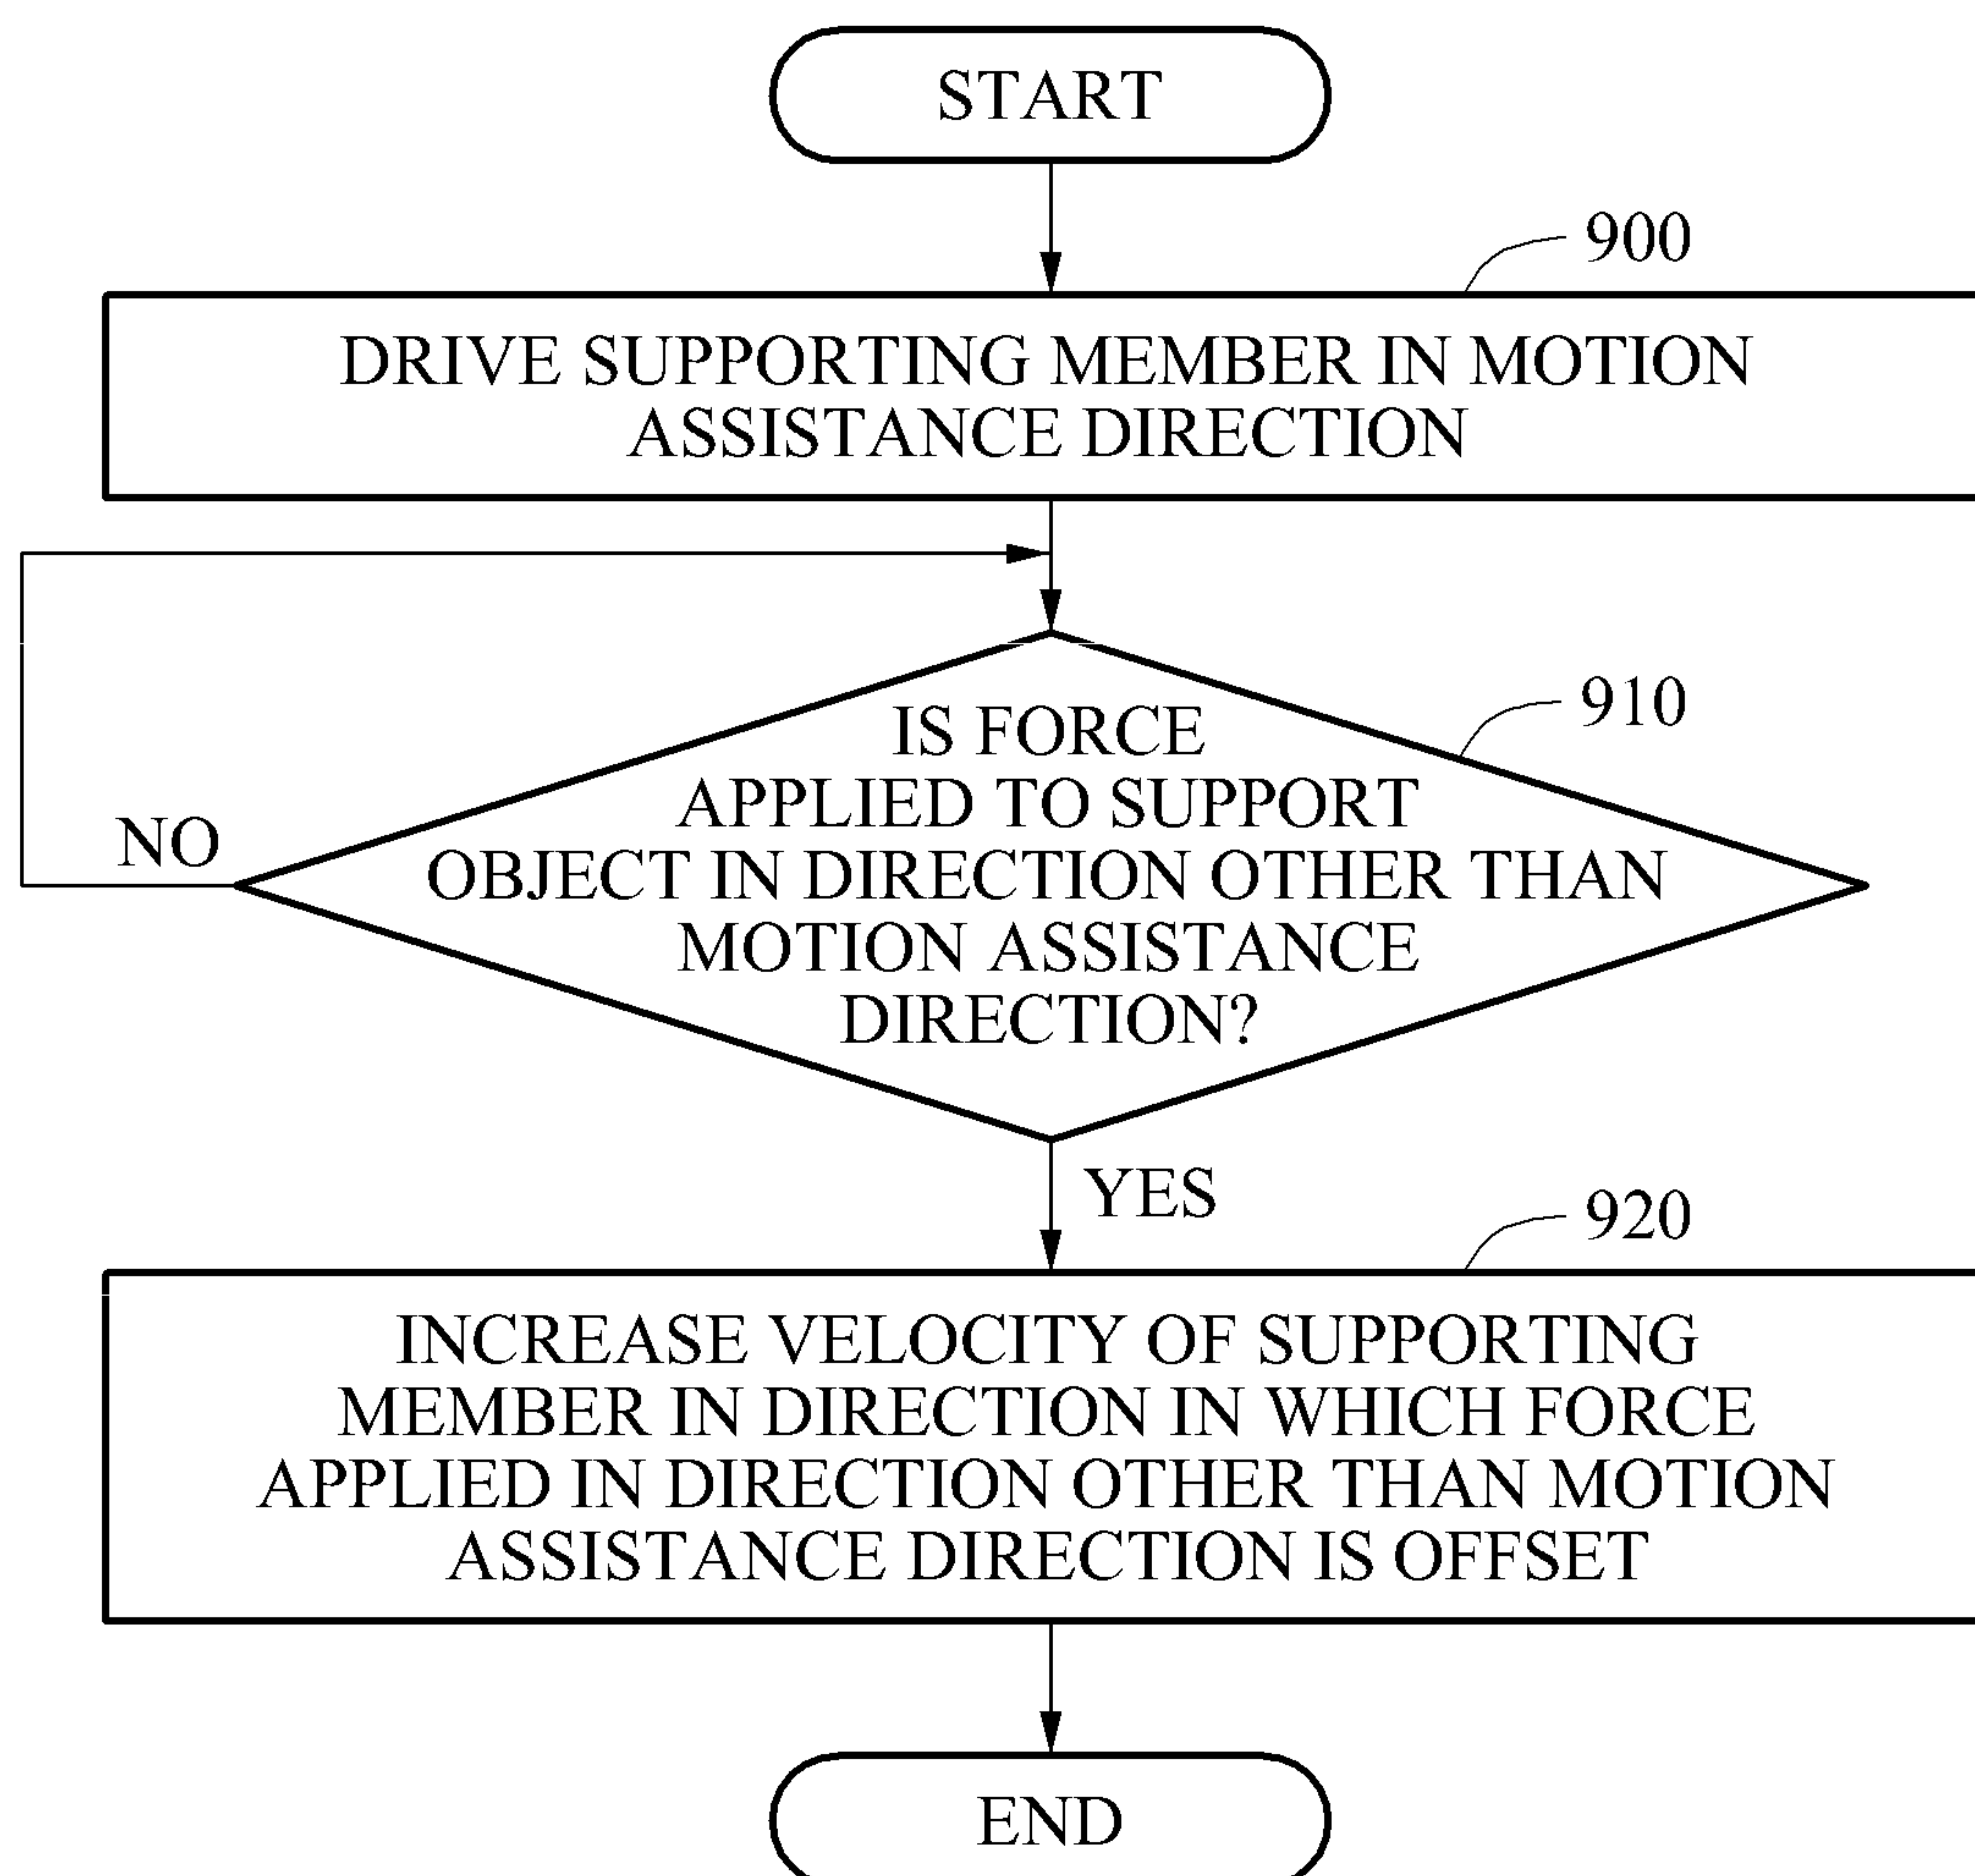 START
900
DRIVE SUPPORTING MEMBER IN MOTION
ASSISTANCE DIRECTION
910
IS FORCE
APPLIED TO SUPPORT
OBJECT IN DIRECTION OTHER THAN
MOTION ASSISTANCE
DIRECTION?
NO
YES
920
INCREASE VELOCITY OF SUPPORTING
MEMBER IN DIRECTION IN WHICH FORCE
APPLIED IN DIRECTION OTHER THAN MOTION
ASSISTANCE DIRECTION IS OFFSET
END